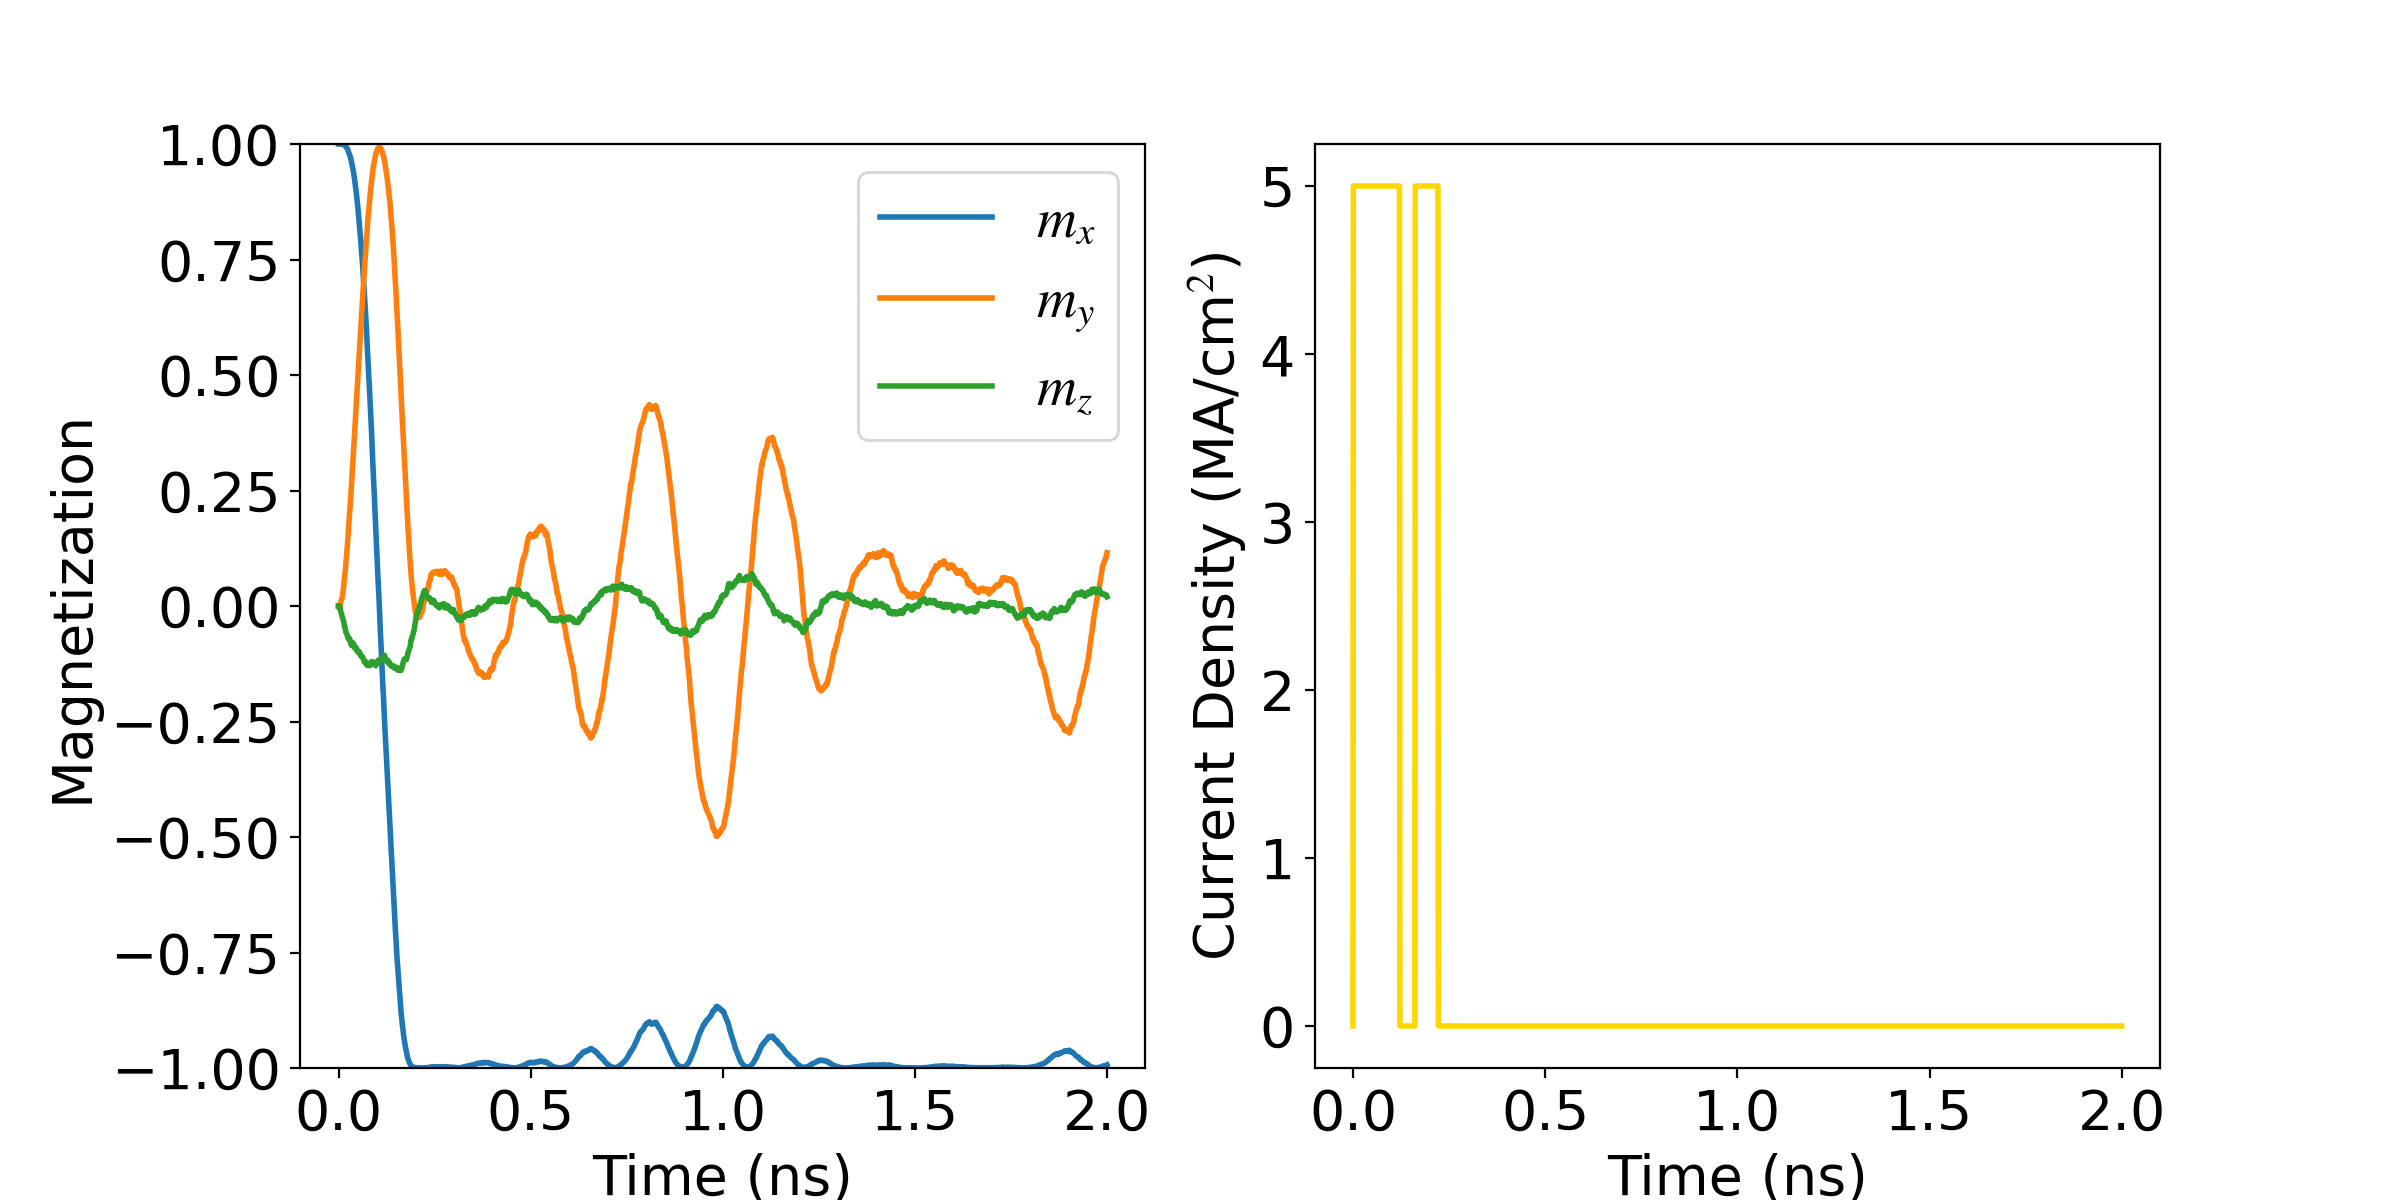 1.00
0.75
0.50
0.25
0.00
−0.25
−0.50
−0.75
−1.00
Magnetization
0.0 0.5 1.0 1.5 2.0
Time (ns)
m_x
m_y
m_z
5
4
3
2
1
0
Current Density (MA/cm²)
0.0 0.5 1.0 1.5 2.0
Time (ns)